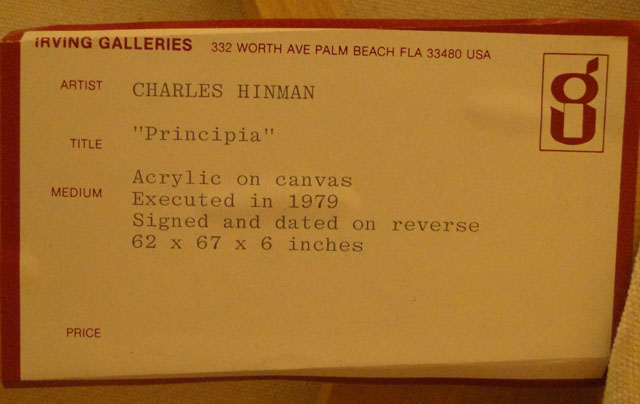 IRVING GALLERIES 332 WORTH AVE PALM BEACH FLA 33480 USA
ARTIST CHARLES HINMAN
TITLE "Principia"
MEDIUM Acrylic on canvas
Executed in 1979
Signed and dated on reverse
62 x 67 x 6 inches
PRICE